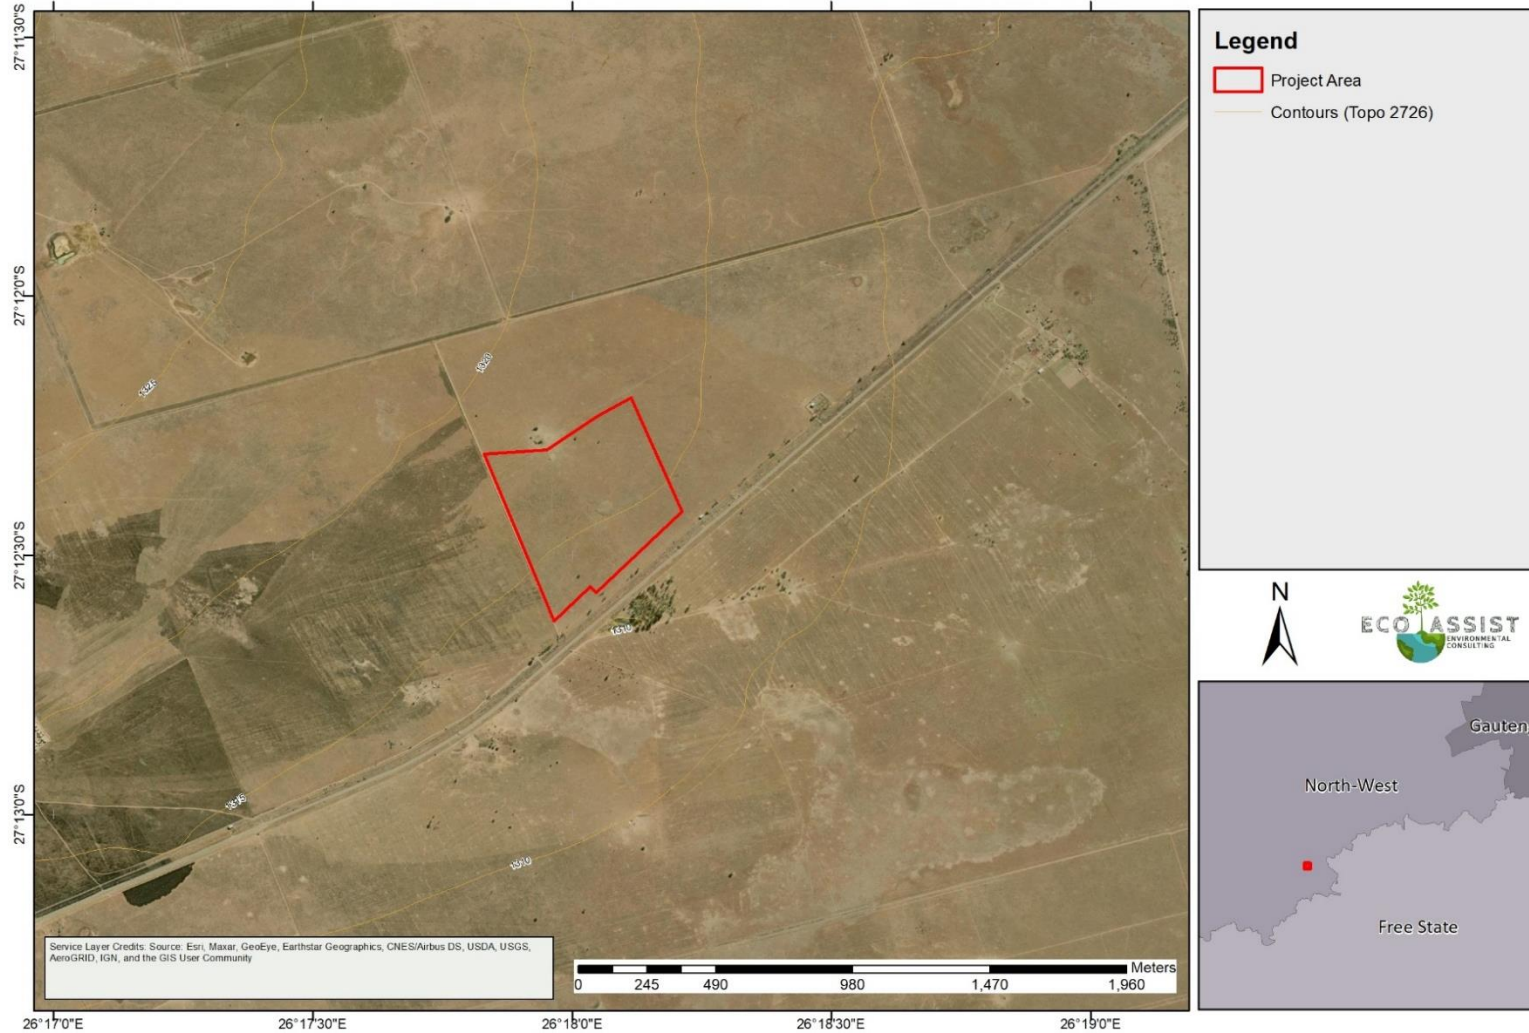 27°11'30"S
27°12'0"S
27°12'30"S
27°13'0"S
1325
1320
1310
1315
1310
Service Layer Credits: Source: Esri, Maxar, GeoEye, Earthstar Geographics, CNES/Airbus DS, USDA, USGS,
AeroGRID, IGN, and the GIS User Community
Meters
0 245 490 980 1,470 1,960
26°17'0"E 26°17'30"E 26°18'0"E 26°18'30"E 26°19'0"E
Legend
Project Area
Contours (Topo 2726)
N
ECO ASSIST
ENVIRONMENTAL
CONSULTING
Gauten
North-West
Free State